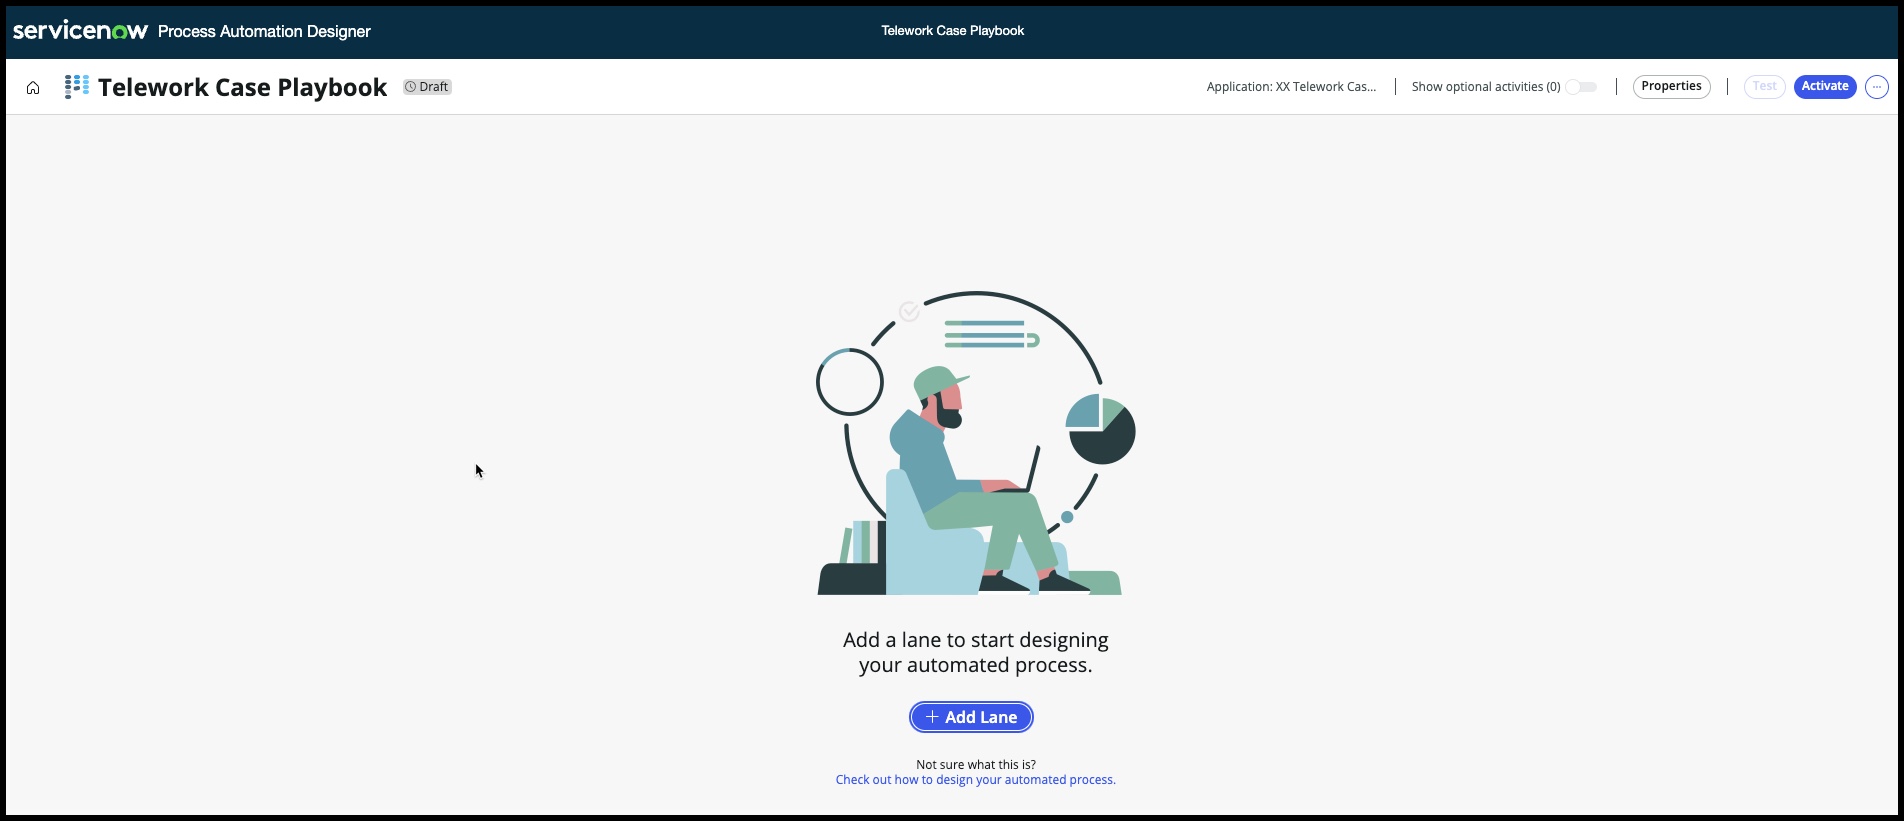 servicenow Process Automation Designer
Telework Case Playbook
Telework Case Playbook
Draft
Application: XX Telework Cas...
Show optional activities (0)
Properties
Test
Activate
Add a lane to start designing
your automated process.
+ Add Lane
Not sure what this is?
Check out how to design your automated process.